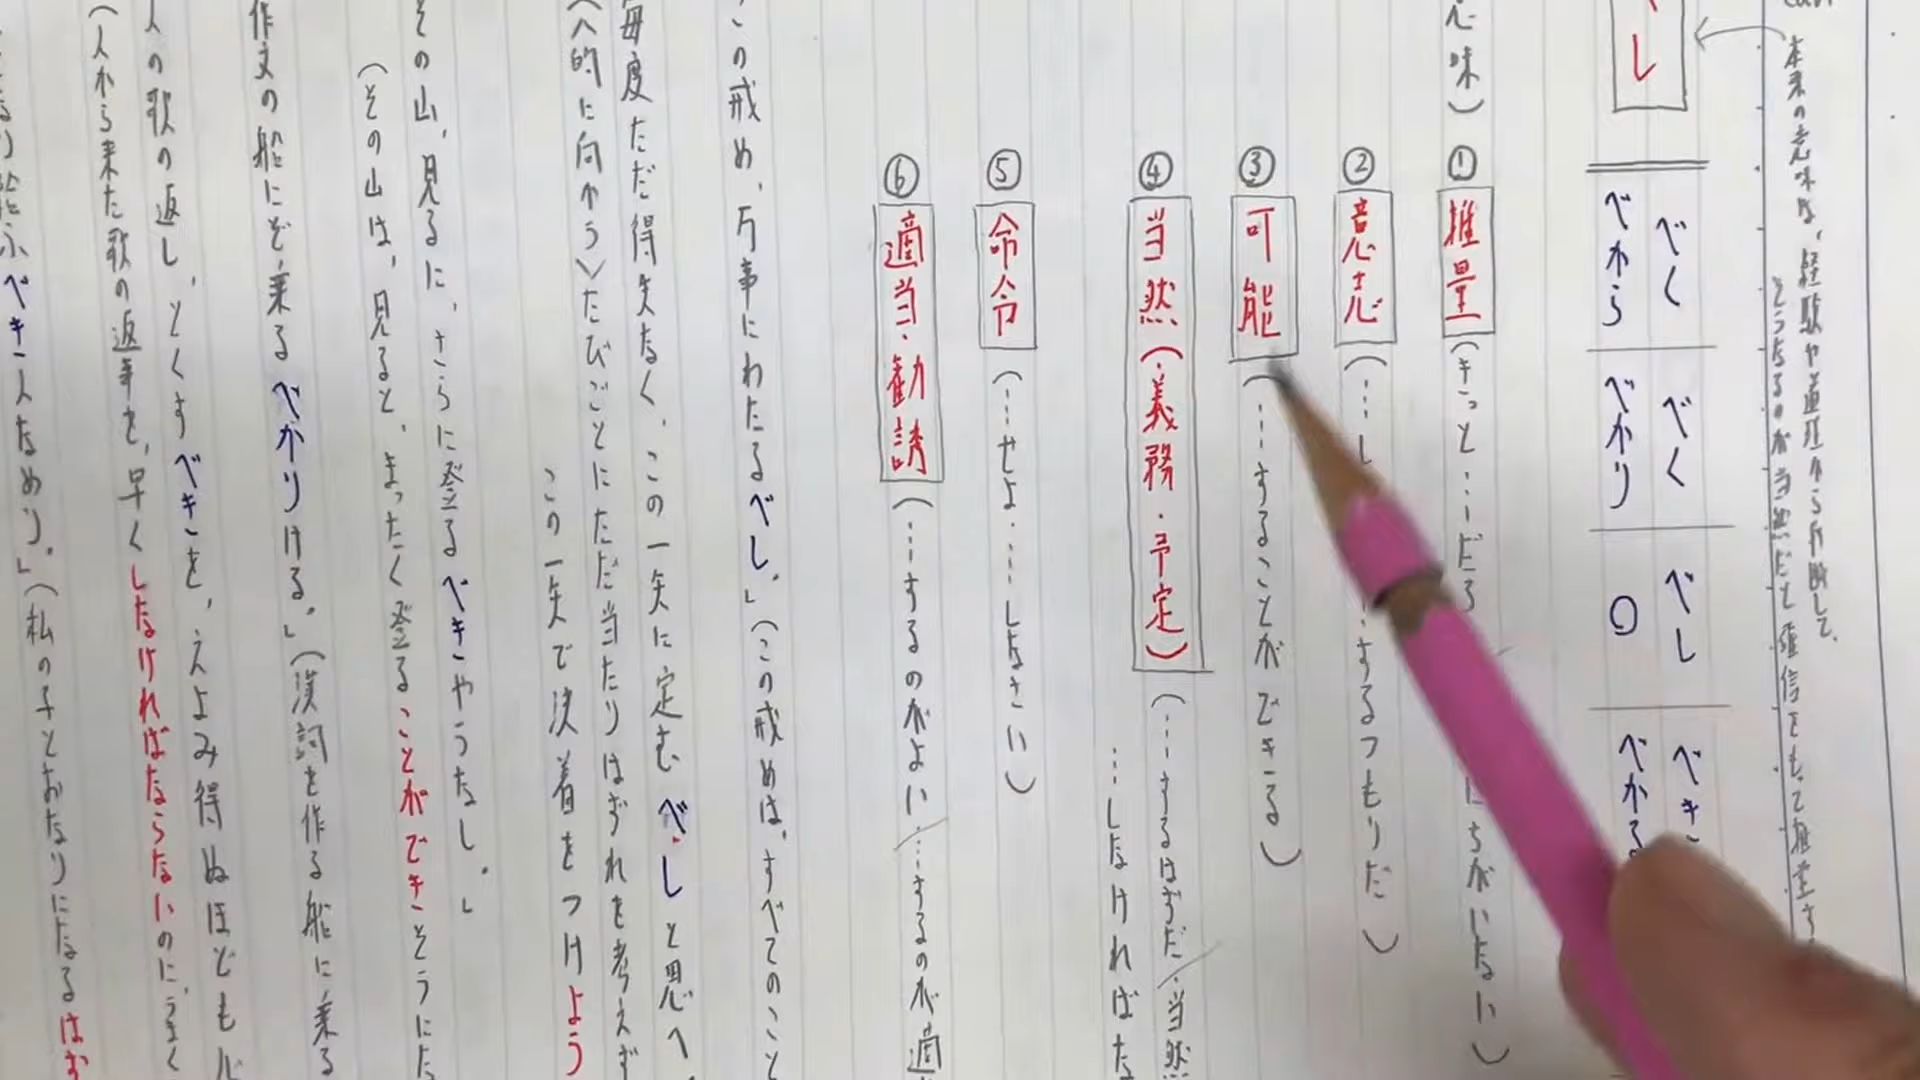 本来の意味は、経験や道理から判断して、
そうなるのが当然だと確信をもって推量す
し
べく
べく
べし
べき
べから
べかり
○
べかる
意味)
① 推量 (きっと……だろ
にちがいない)
② 意志 (……し
するつもりだ)
③ 可能 (……することができる)
④ 当然(・義務・予定) (……するはずだ・当然
……しなければな
⑤ 命令 (……せよ・……しなさい)
⑥ 適当・勧誘 (……するのがよい・……するのが適
この戒め、万事にわたるべし。」(この戒めは、すべてのこと
毎度ただ得失なく、この一矢に定むべしと思へ
(的に向かう)たびごとにただ当たりはずれを考えず
この一矢で決着をつけよう
その山、見るに、さらに登るべきやうなし。」
(その山は、見ると、まったく登ることができそうにな
作文の船にぞ乗るべかりける。」(漢詩を作る船に乗る
人の歌の返し、とくすべきを、えよみ得ぬほども心
(人から来た歌の返事を、早くしなければならないのに、うまく
べき人なめり。」(私の子とおなりになるはず